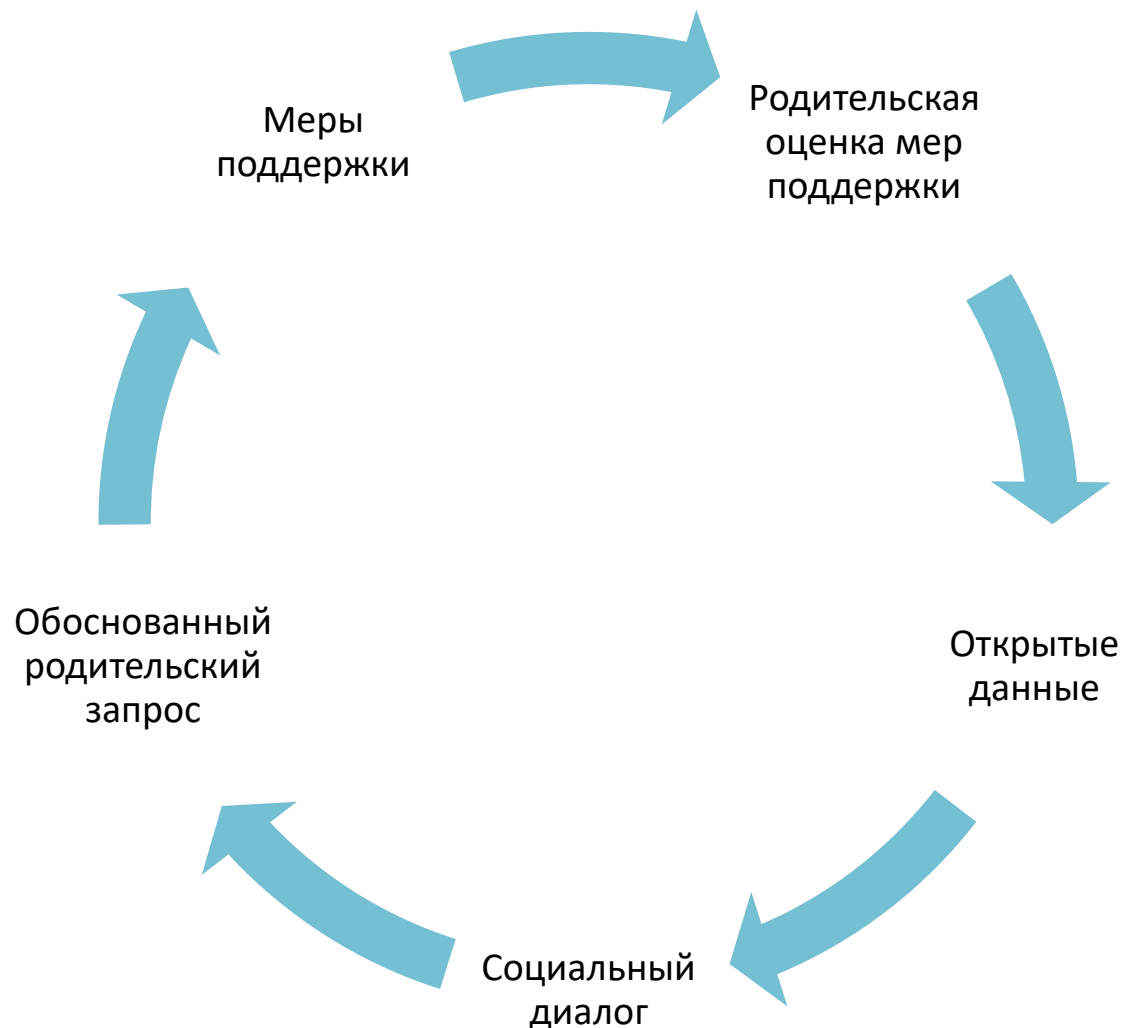 Меры
поддержки
Родительская
оценка мер
поддержки
Открытые
данные
Социальный
диалог
Обоснованный
родительский
запрос